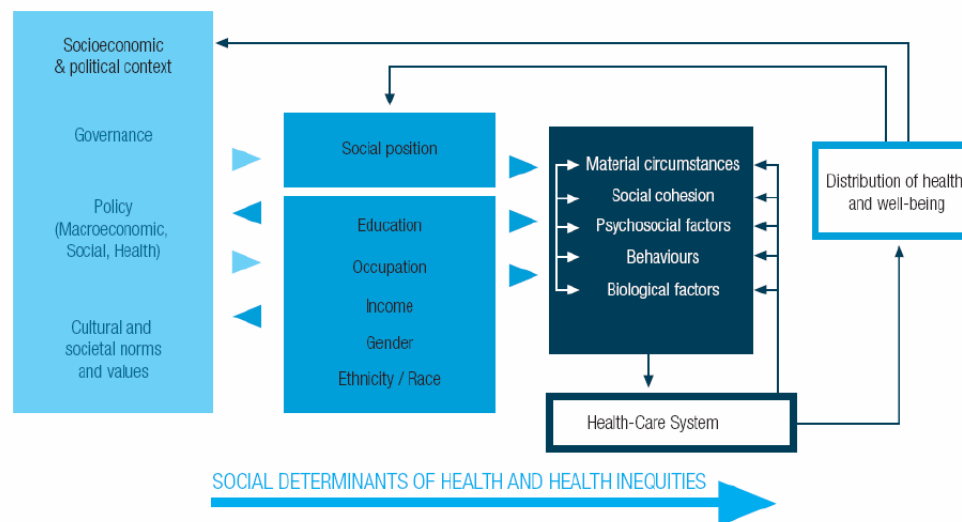 Socioeconomic
& political context
Governance
Policy
(Macroeconomic,
Social, Health)
Cultural and
societal norms
and values
Social position
Education
Occupation
Income
Gender
Ethnicity / Race
Material circumstances
Social cohesion
Psychosocial factors
Behaviours
Biological factors
Health-Care System
Distribution of health
and well-being
SOCIAL DETERMINANTS OF HEALTH AND HEALTH INEQUITIES